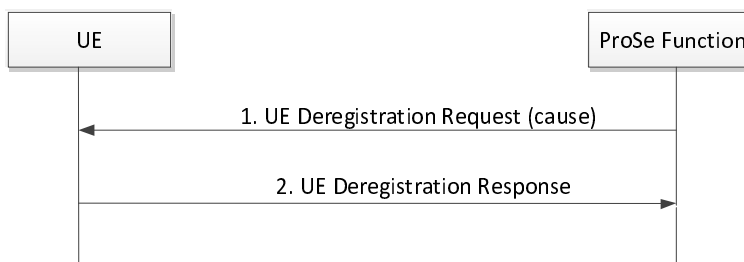 UE
ProSe Function
1. UE Deregistration Request (cause)
2. UE Deregistration Response